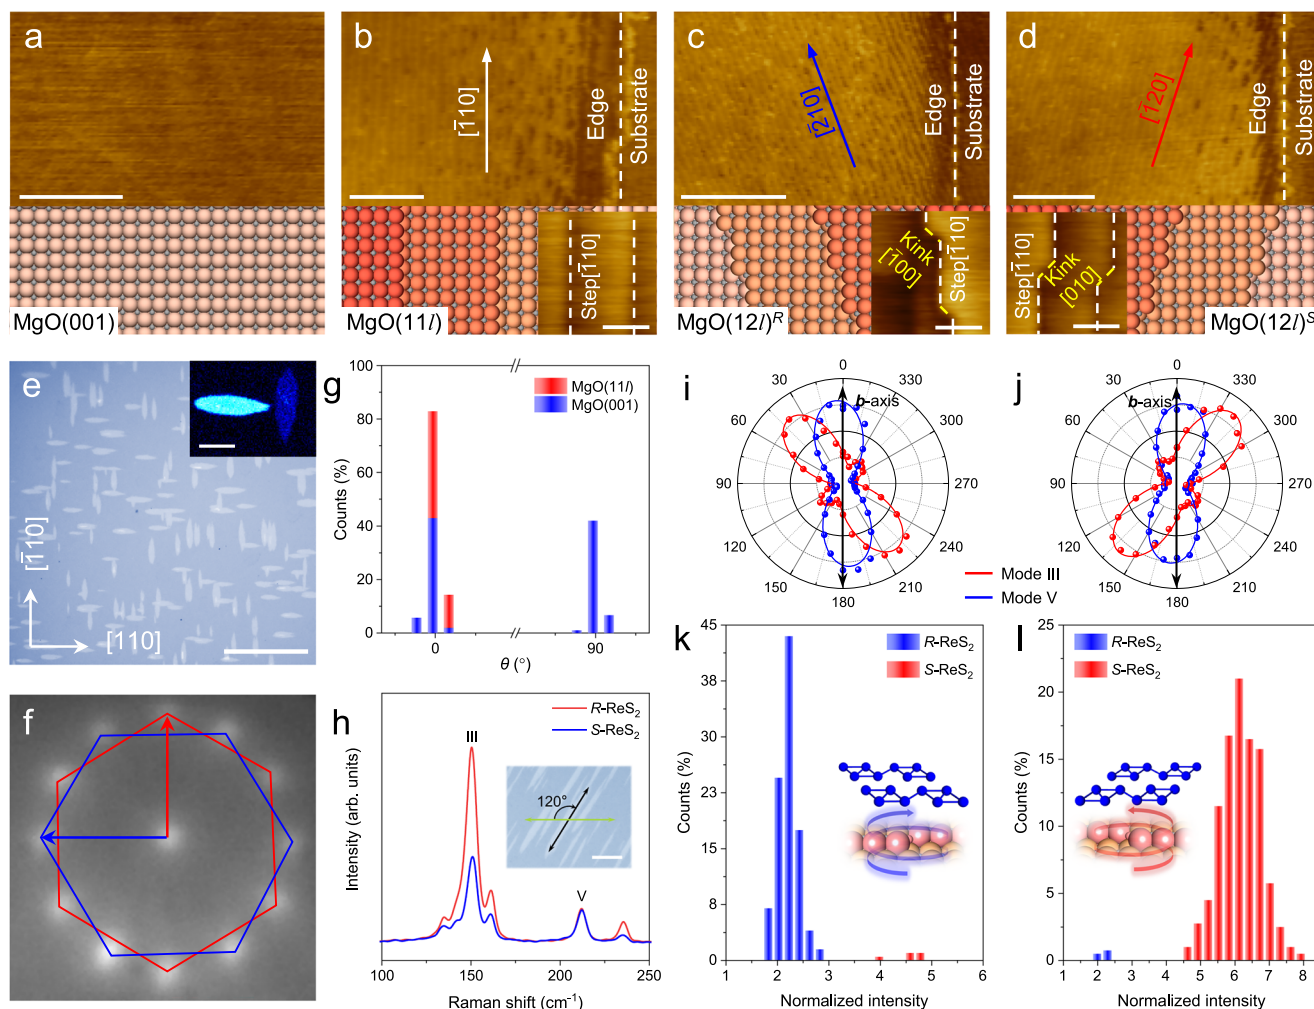 a
MgO(001)
b
[1̄10]
Edge
Substrate
Step[1̄10]
MgO(11l)
c
[2̄10]
Edge
Substrate
Kink
[1̄00]
Step[1̄10]
MgO(12l)ᴿ
d
[1̄20]
Edge
Substrate
Step[1̄10]
Kink
[010]
MgO(12l)ˢ
e
[1̄10]
[110]
f
g
100
80
60
40
20
0
Counts (%)
MgO(11l)
MgO(001)
0
90
θ (°)
h
R-ReS₂
S-ReS₂
III
V
120°
Intensity (arb. units)
100
150
200
250
Raman shift (cm⁻¹)
i
0
30
330
60
300
90
270
120
240
150
210
180
b-axis
Mode III
Mode V
j
0
30
330
60
300
90
270
120
240
150
210
180
b-axis
k
45
38
30
23
15
8
0
Counts (%)
R-ReS₂
S-ReS₂
1
2
3
4
5
6
Normalized intensity
l
25
20
15
10
5
0
Counts (%)
R-ReS₂
S-ReS₂
1
2
3
4
5
6
7
8
Normalized intensity